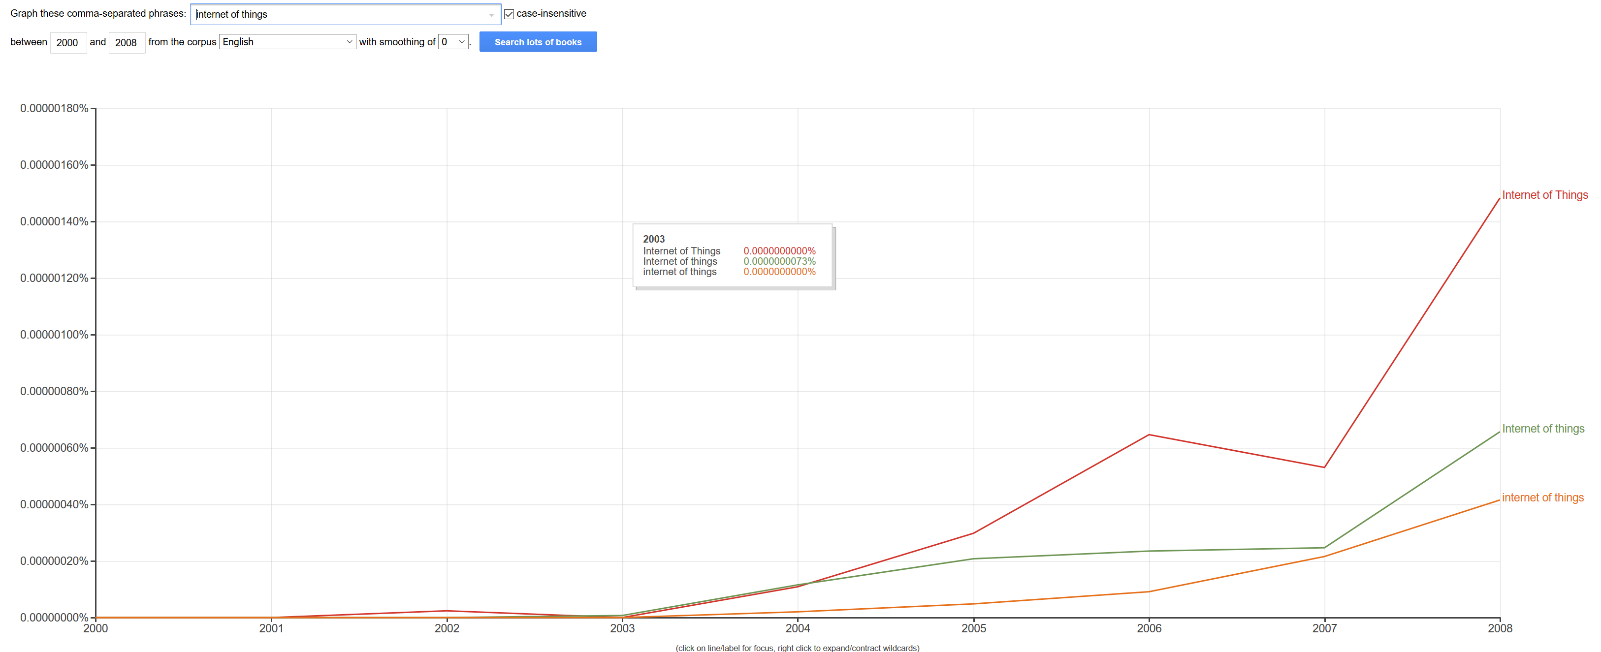 Graph these comma-separated phrases: internet of things case-insensitive
between 2000 and 2008 from the corpus English with smoothing of 0 . Search lots of books
0.00000180%
0.00000160%
0.00000140%
0.00000120%
0.00000100%
0.00000080%
0.00000060%
0.00000040%
0.00000020%
0.00000000%
2003
Internet of Things 0.0000000000%
Internet of things 0.0000000073%
internet of things 0.0000000000%
Internet of Things
Internet of things
internet of things
2000 2001 2002 2003 2004 2005 2006 2007 2008
(click on line/label for focus, right click to expand/contract wildcards)